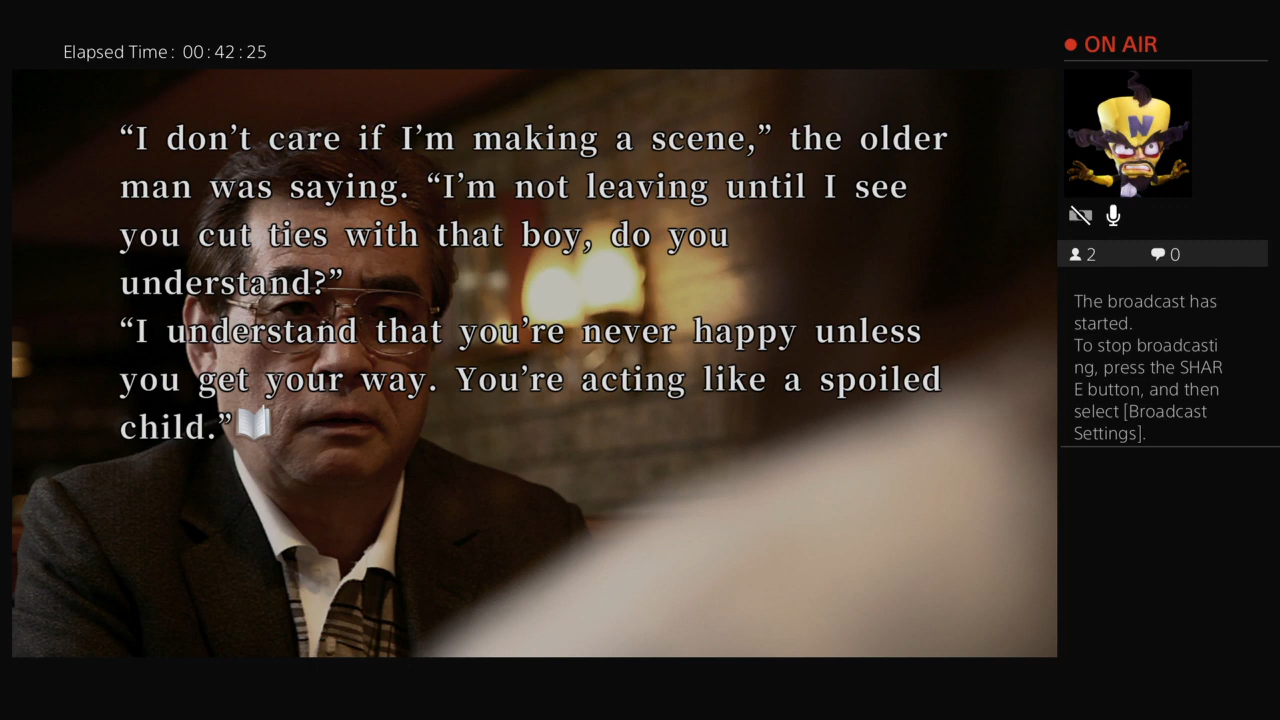 Elapsed Time: 00:42:25
ON AIR
“I don’t care if I’m making a scene,” the older
man was saying. “I’m not leaving until I see
you cut ties with that boy, do you
understand?”
“I understand that you’re never happy unless
you get your way. You’re acting like a spoiled
child.”
N
2
0
The broadcast has
started.
To stop broadcasti
ng, press the SHAR
E button, and then
select [Broadcast
Settings].